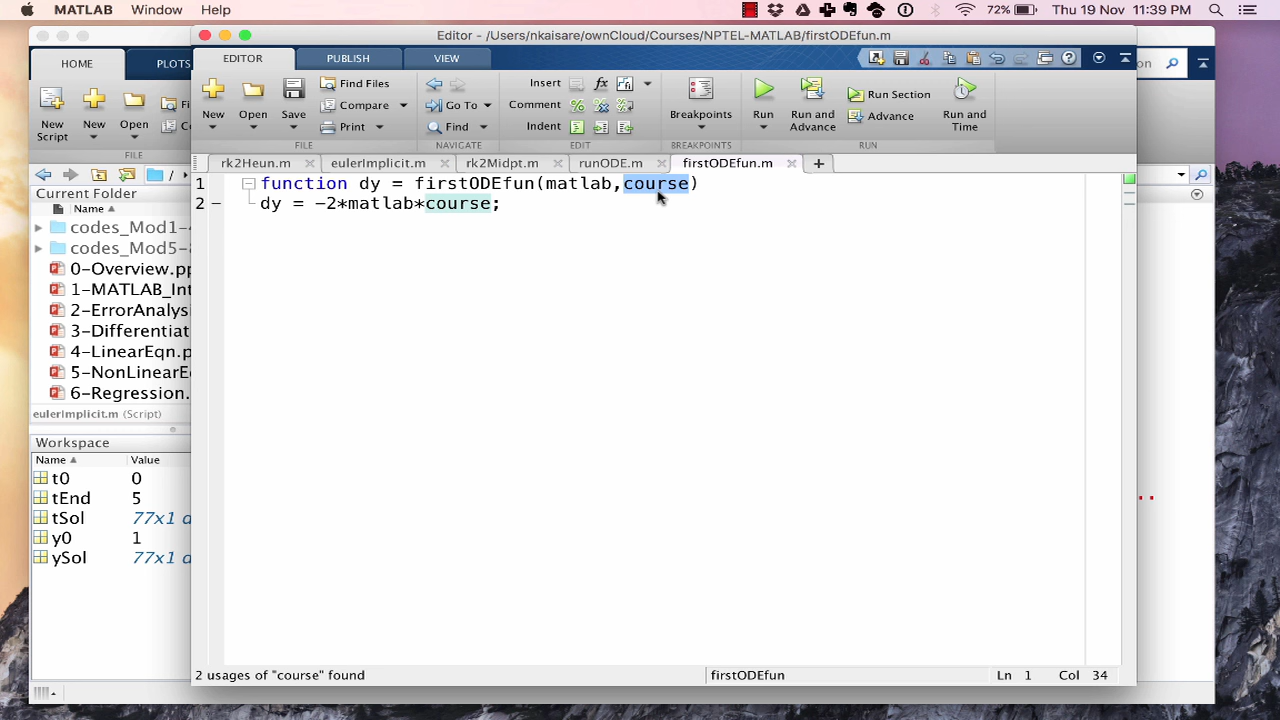 MATLAB Window Help 72% Thu 19 Nov 11:39 PM
Editor - /Users/nkaisare/ownCloud/Courses/NPTEL-MATLAB/firstODEfun.m
HOME PLOTS
EDITOR PUBLISH VIEW
New Script New Open
FILE
New Open Save
Find Files
Compare
Print
FILE
Go To
Find
NAVIGATE
Insert fx
Comment
Indent
EDIT
Breakpoints
BREAKPOINTS
Run Run and Advance
Run Section
Advance
Run and Time
RUN
rk2Heun.m eulerImplicit.m rk2Midpt.m runODE.m firstODEfun.m
1 function dy = firstODEfun(matlab,course)
2 dy = -2*matlab*course;
Current Folder
Name
codes_Mod1-4
codes_Mod5-8
0-Overview.pp
1-MATLAB_Int
2-ErrorAnalys
3-Differentiat
4-LinearEqn.p
5-NonLinearEq
6-Regression.
eulerImplicit.m (Script)
Workspace
Name Value
t0 0
tEnd 5
tSol 77x1 d
y0 1
ySol 77x1 d
2 usages of "course" found firstODEfun Ln 1 Col 34